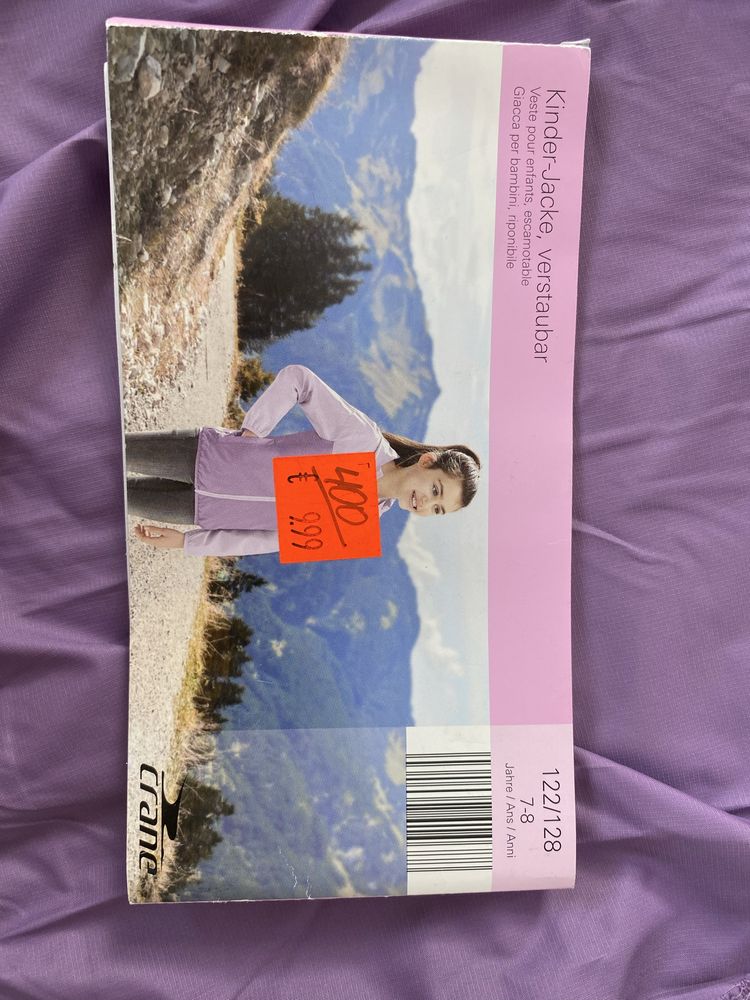 Kinder-Jacke, verstaubar
Veste pour enfants, escamotable
Giacca per bambini, riponibile
122/128
7-8
Jahre / Ans / Anni
400
9.99
crane